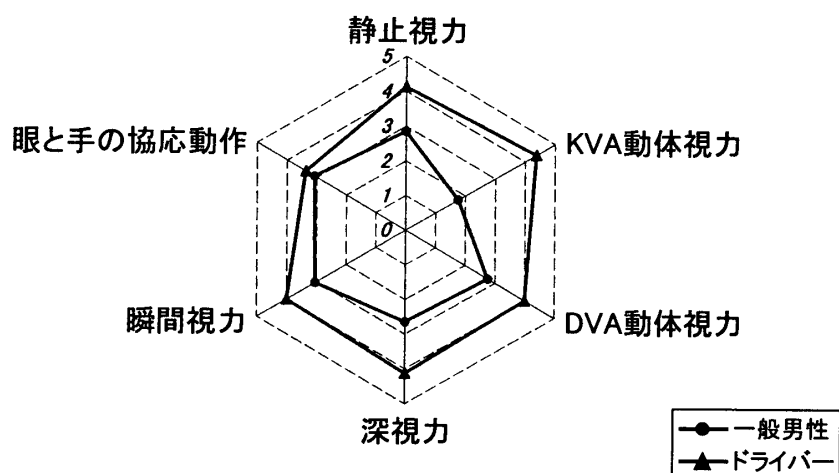 静止視力
5
4
3
2
1
0
眼と手の協応動作
KVA動体視力
瞬間視力
DVA動体視力
深視力
一般男性
ドライバー